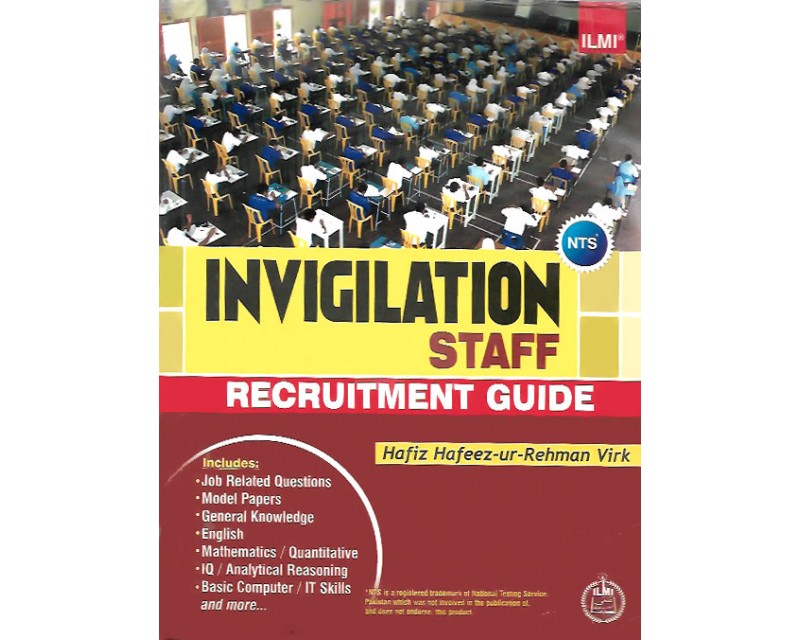 ILMI®
NTS
INVIGILATION
STAFF
RECRUITMENT GUIDE
Hafiz Hafeez-ur-Rehman Virk
Includes:
•Job Related Questions
•Model Papers
•General Knowledge
•English
•Mathematics / Quantitative
•IQ / Analytical Reasoning
•Basic Computer / IT Skills
and more...
*NTS is a registered trademark of National Testing Service
Pakistan which was not involved in the publication of,
and does not endorse, this product.
ILMI